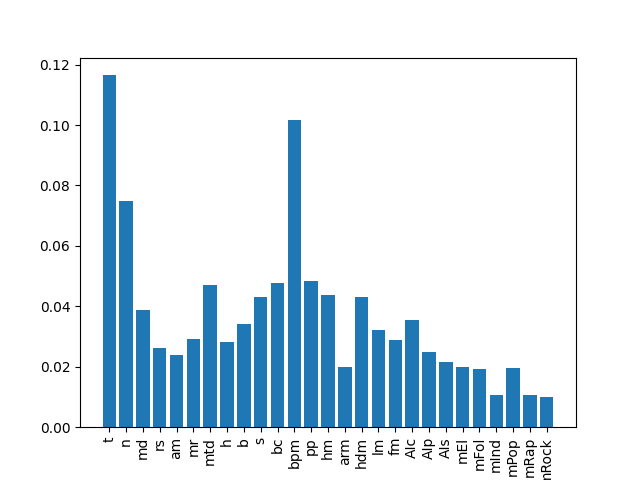 0.12
0.10
0.08
0.06
0.04
0.02
0.00
t
n
md
rs
am
mr
mtd
h
b
s
bc
bpm
pp
hm
arm
hdm
lm
fm
Alc
Alp
Als
mEl
mFol
mInd
mPop
mRap
mRock